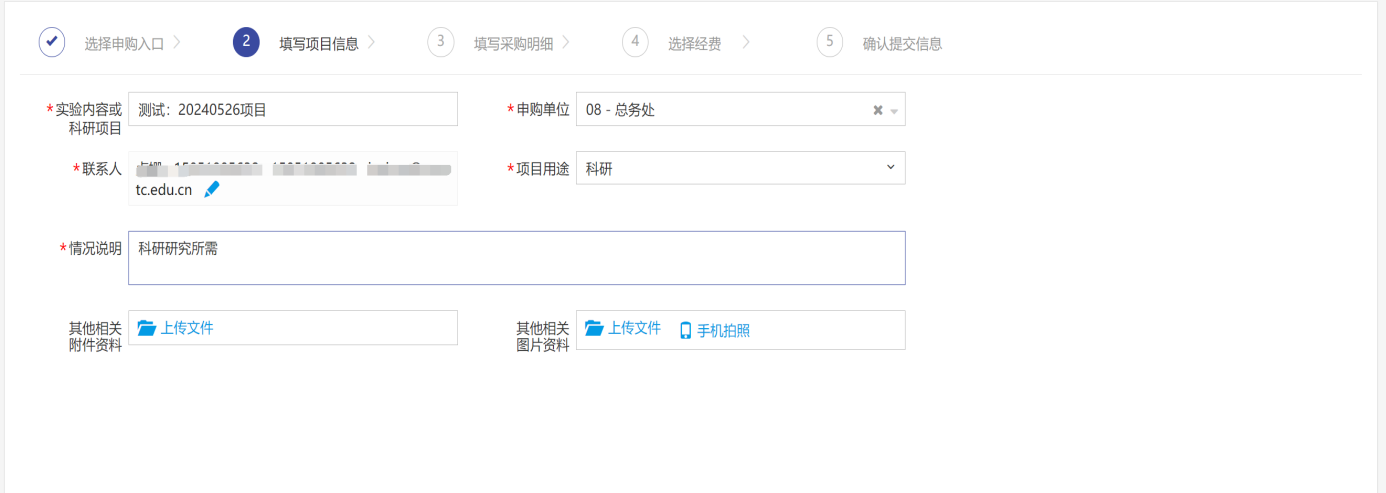 选择申购入口
2 填写项目信息
3 填写采购明细
4 选择经费
5 确认提交信息
*实验内容或
科研项目
测试：20240526项目
*申购单位
08 - 总务处
*联系人
tc.edu.cn
*项目用途
科研
*情况说明
科研研究所需
其他相关
附件资料
上传文件
其他相关
图片资料
上传文件
手机拍照